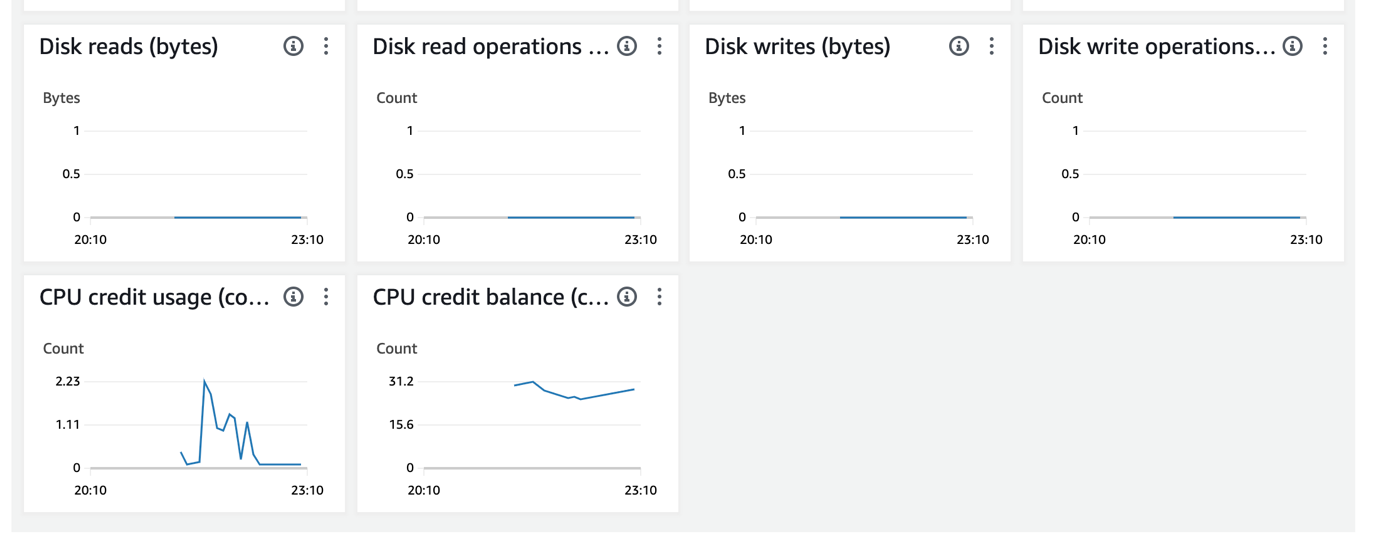 Disk reads (bytes)
Disk read operations ...
Disk writes (bytes)
Disk write operations...
Bytes
Count
Bytes
Count
1
1
1
1
0.5
0.5
0.5
0.5
0
0
0
0
20:10 23:10
20:10 23:10
20:10 23:10
20:10 23:10
CPU credit usage (co...
CPU credit balance (c...
Count
Count
2.23
31.2
1.11
15.6
0
0
20:10 23:10
20:10 23:10